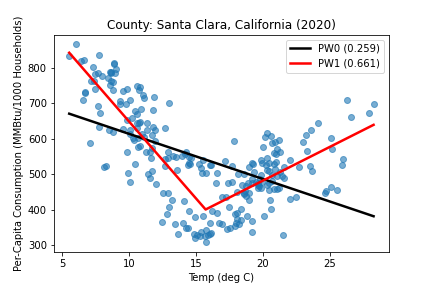 County: Santa Clara, California (2020)
PW0 (0.259)
PW1 (0.661)
Per-Capita Consumption (MMBtu/1000 Households)
800
700
600
500
400
300
5
10
15
20
25
Temp (deg C)